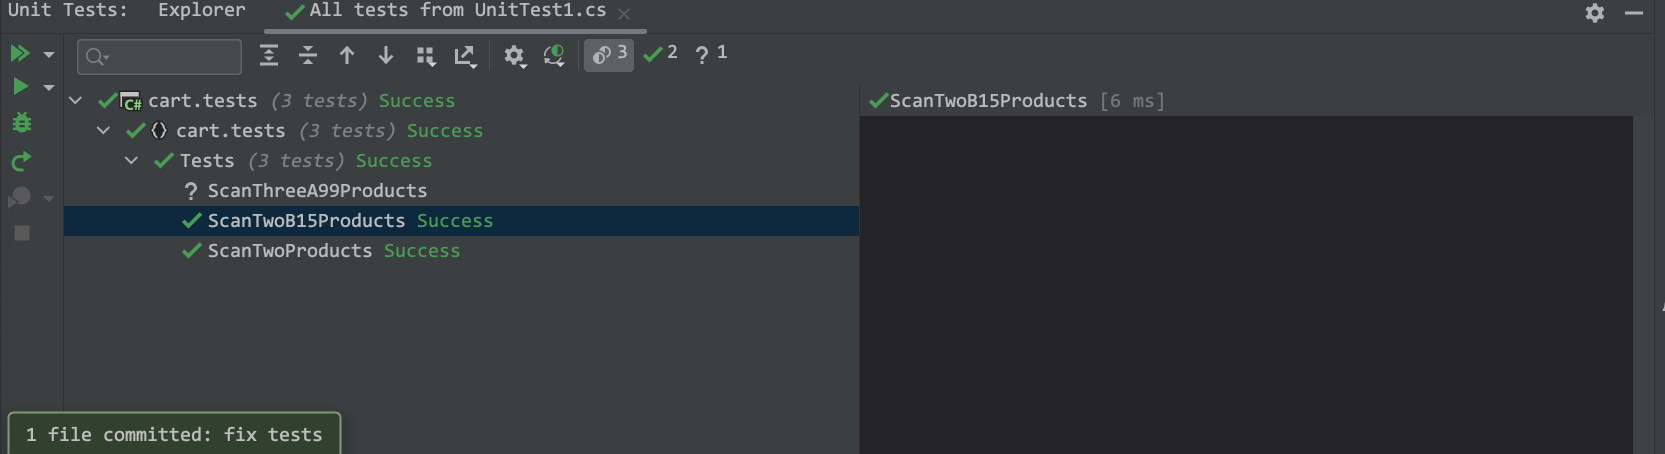 Unit Tests: Explorer All tests from UnitTest1.cs
3 2 ? 1
cart.tests (3 tests) Success
ScanTwoB15Products [6 ms]
cart.tests (3 tests) Success
Tests (3 tests) Success
? ScanThreeA99Products
ScanTwoB15Products Success
ScanTwoProducts Success
1 file committed: fix tests